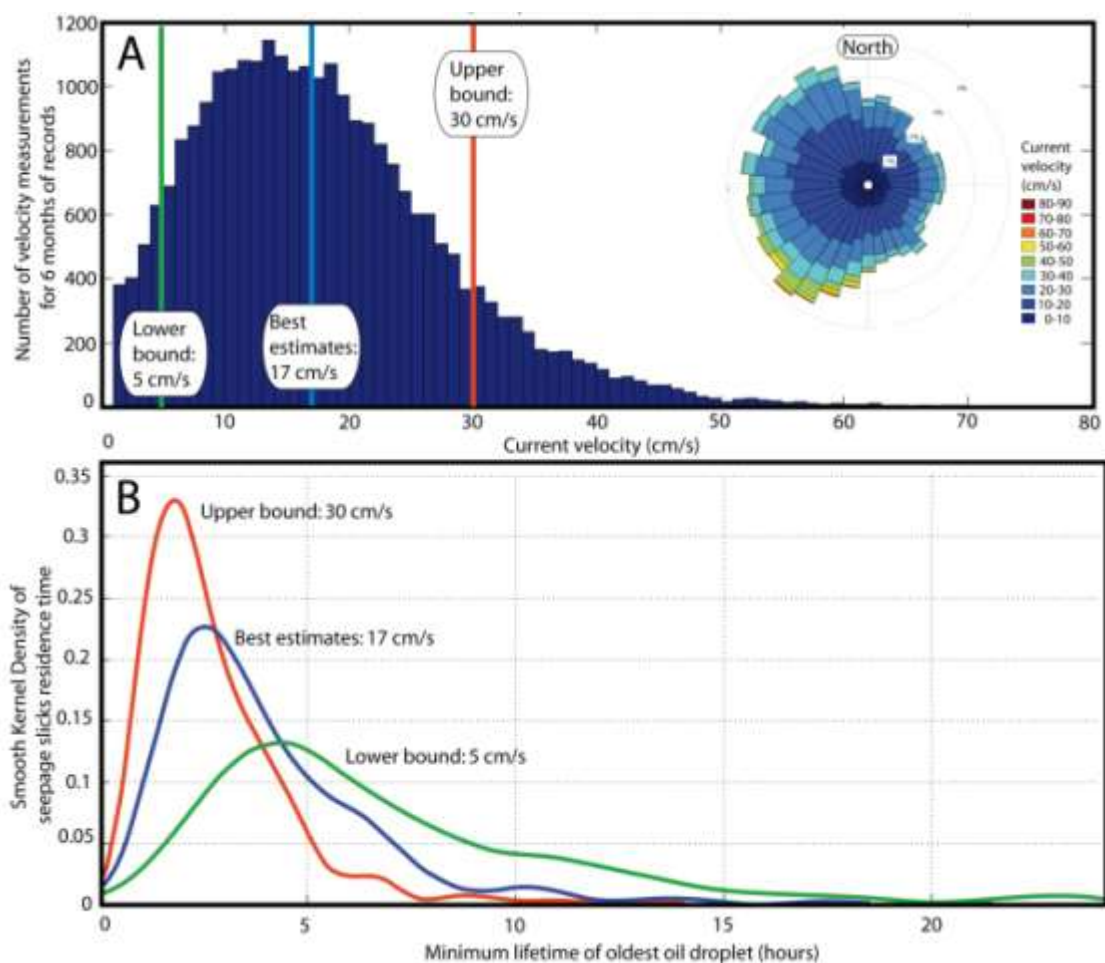 A
1200
1000
800
600
400
200
0
Number of velocity measurements
for 6 months of records
Lower
bound:
5 cm/s
Best
estimates:
17 cm/s
Upper
bound:
30 cm/s
North
Current
velocity
(cm/s)
80-90
70-80
60-70
50-60
40-50
30-40
20-30
10-20
0-10
0
10
20
30
40
50
60
70
80
Current velocity (cm/s)
B
0.35
0.3
0.25
0.2
0.15
0.1
0.05
0
Smooth Kernel Density of
seepage slicks residence time
Upper bound: 30 cm/s
Best estimates: 17 cm/s
Lower bound: 5 cm/s
0
5
10
15
20
Minimum lifetime of oldest oil droplet (hours)